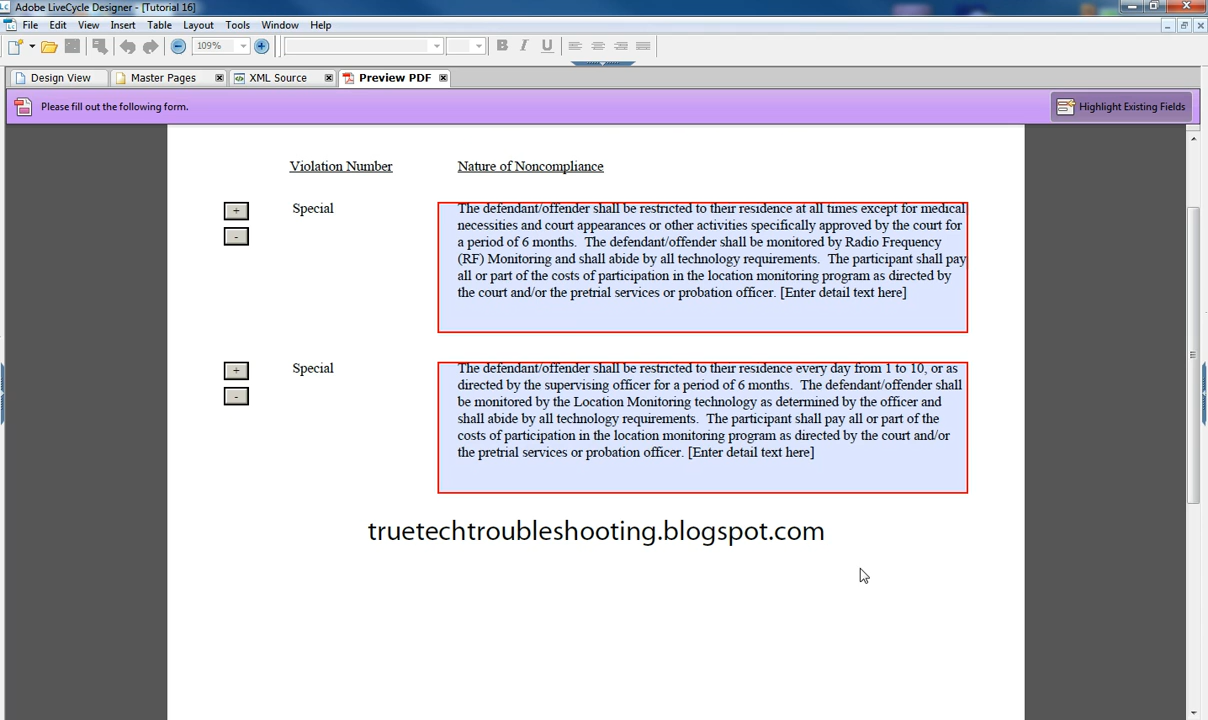 Adobe LiveCycle Designer - [Tutorial 16]
File Edit View Insert Table Layout Tools Window Help
109%
B I U
Design View Master Pages XML Source Preview PDF
Please fill out the following form. Highlight Existing Fields
Violation Number Nature of Noncompliance
+ Special The defendant/offender shall be restricted to their residence at all times except for medical
necessities and court appearances or other activities specifically approved by the court for
- a period of 6 months.  The defendant/offender shall be monitored by Radio Frequency
(RF) Monitoring and shall abide by all technology requirements.  The participant shall pay
all or part of the costs of participation in the location monitoring program as directed by
the court and/or the pretrial services or probation officer. [Enter detail text here]
+ Special The defendant/offender shall be restricted to their residence every day from 1 to 10, or as
directed by the supervising officer for a period of 6 months.  The defendant/offender shall
- be monitored by the Location Monitoring technology as determined by the officer and
shall abide by all technology requirements.  The participant shall pay all or part of the
costs of participation in the location monitoring program as directed by the court and/or
the pretrial services or probation officer. [Enter detail text here]
truetechtroubleshooting.blogspot.com